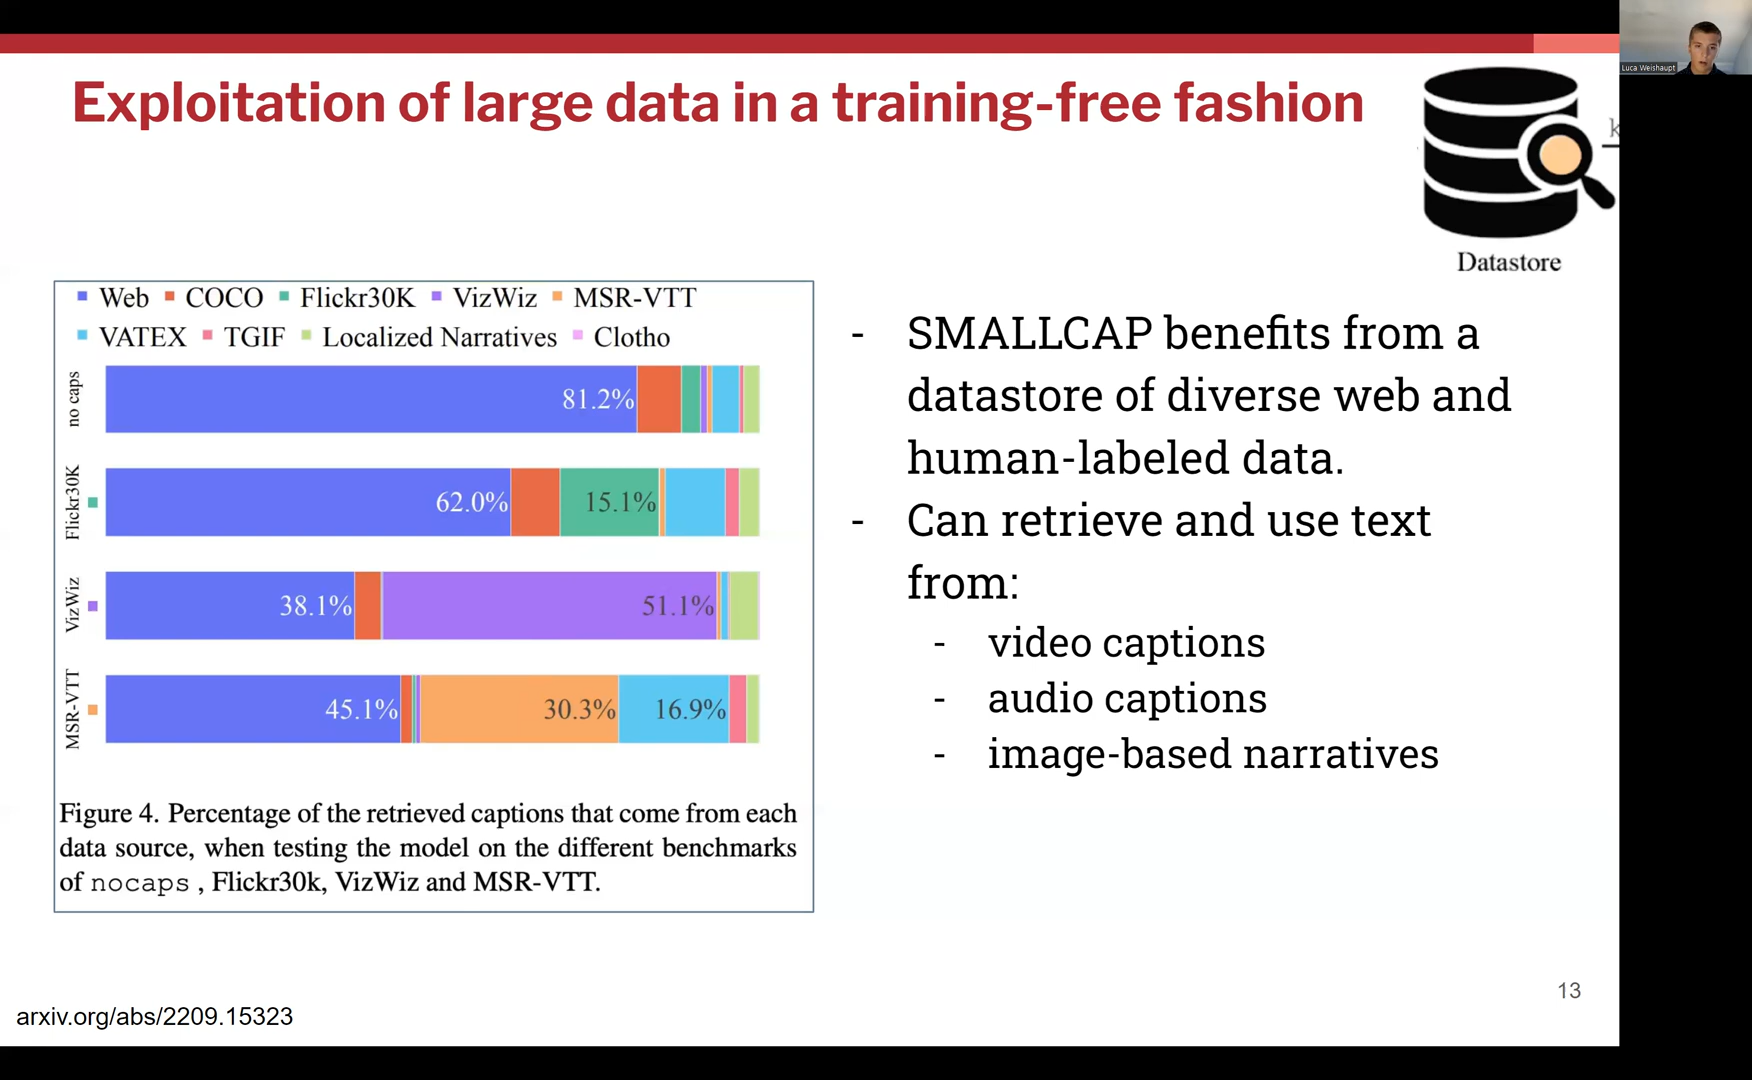 Luca Weishaupt
Exploitation of large data in a training-free fashion
k
Datastore
Web COCO Flickr30K VizWiz MSR-VTT
VATEX TGIF Localized Narratives Clotho
no caps
81.2%
Flickr30K
62.0% 15.1%
VizWiz
38.1% 51.1%
MSR-VTT
45.1% 30.3% 16.9%
Figure 4. Percentage of the retrieved captions that come from each
data source, when testing the model on the different benchmarks
of nocaps , Flickr30k, VizWiz and MSR-VTT.
- SMALLCAP benefits from a
datastore of diverse web and
human-labeled data.
- Can retrieve and use text
from:
- video captions
- audio captions
- image-based narratives
13
arxiv.org/abs/2209.15323